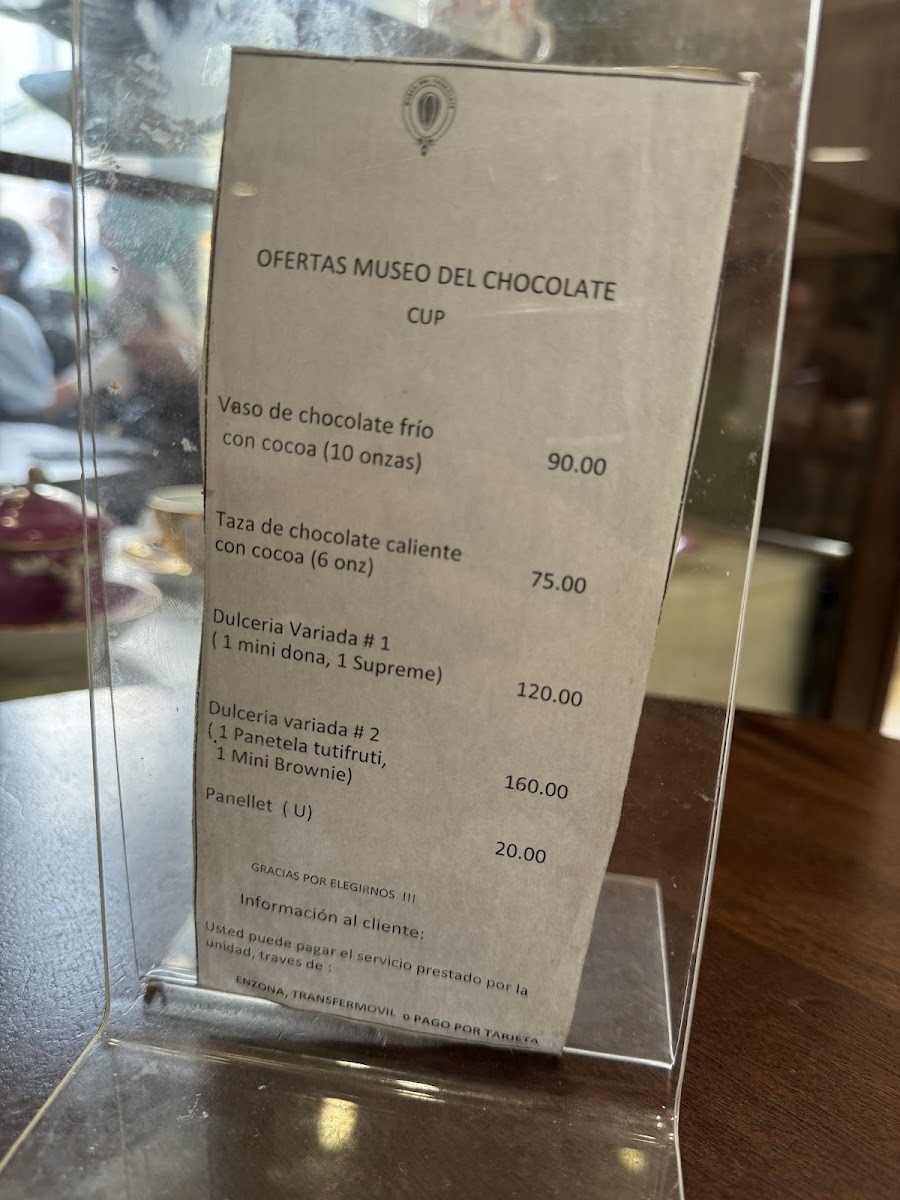 OFERTAS MUSEO DEL CHOCOLATE
CUP
Vaso de chocolate frío
con cocoa (10 onzas) 90.00
Taza de chocolate caliente
con cocoa (6 onz) 75.00
Dulceria Variada # 1
( 1 mini dona, 1 Supreme) 120.00
Dulceria variada # 2
( 1 Panetela tutifruti,
1 Mini Brownie) 160.00
Panellet ( U) 20.00
GRACIAS POR ELEGIRNOS !!!
Información al cliente:
Usted puede pagar el servicio prestado por la
unidad, traves de :
ENZONA, TRANSFERMOVIL o PAGO POR TARJETA